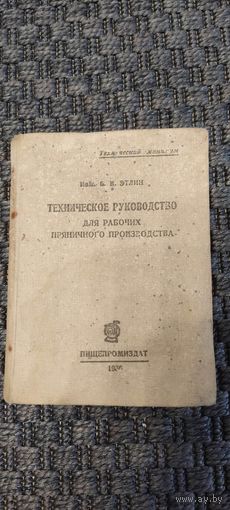 Технический минимум
Инж. Б. И. ЭТЛИН
ТЕХНИЧЕСКОЕ РУКОВОДСТВО
ДЛЯ РАБОЧИХ
ПРЯНИЧНОГО ПРОИЗВОДСТВА
ПИЩЕПРОМИЗДАТ
www.ay.by